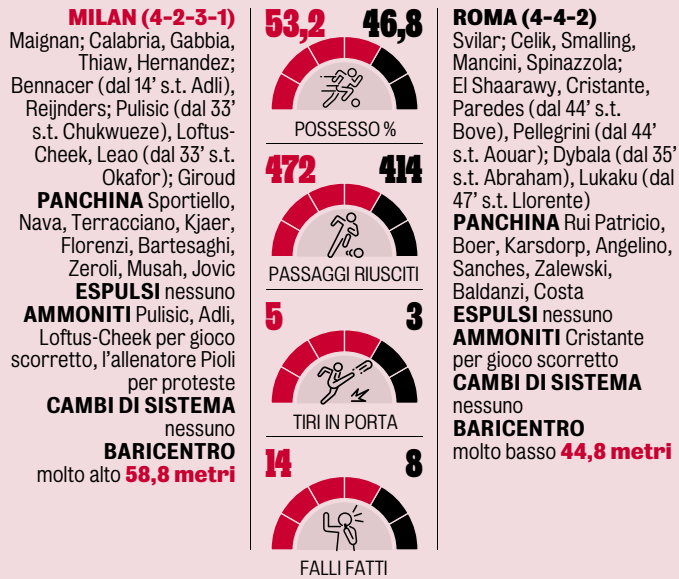 MILAN (4-2-3-1)
Maignan; Calabria, Gabbia,
Thiaw, Hernandez;
Bennacer (dal 14' s.t. Adli),
Reijnders; Pulisic (dal 33'
s.t. Chukwueze), Loftus-
Cheek, Leao (dal 33' s.t.
Okafor); Giroud
PANCHINA Sportiello,
Nava, Terracciano, Kjaer,
Florenzi, Bartesaghi,
Zeroli, Musah, Jovic
ESPULSI nessuno
AMMONITI Pulisic, Adli,
Loftus-Cheek per gioco
scorretto, l'allenatore Pioli
per proteste
CAMBI DI SISTEMA
nessuno
BARICENTRO
molto alto 58,8 metri
53,2 46,8
POSSESSO %
472 414
PASSAGGI RIUSCITI
5 3
TIRI IN PORTA
14 8
FALLI FATTI
ROMA (4-4-2)
Svilar; Celik, Smalling,
Mancini, Spinazzola;
El Shaarawy, Cristante,
Paredes (dal 44' s.t.
Bove), Pellegrini (dal 44'
s.t. Aouar); Dybala (dal 35'
s.t. Abraham), Lukaku (dal
47' s.t. Llorente)
PANCHINA Rui Patricio,
Boer, Karsdorp, Angelino,
Sanches, Zalewski,
Baldanzi, Costa
ESPULSI nessuno
AMMONITI Cristante
per gioco scorretto
CAMBI DI SISTEMA
nessuno
BARICENTRO
molto basso 44,8 metri